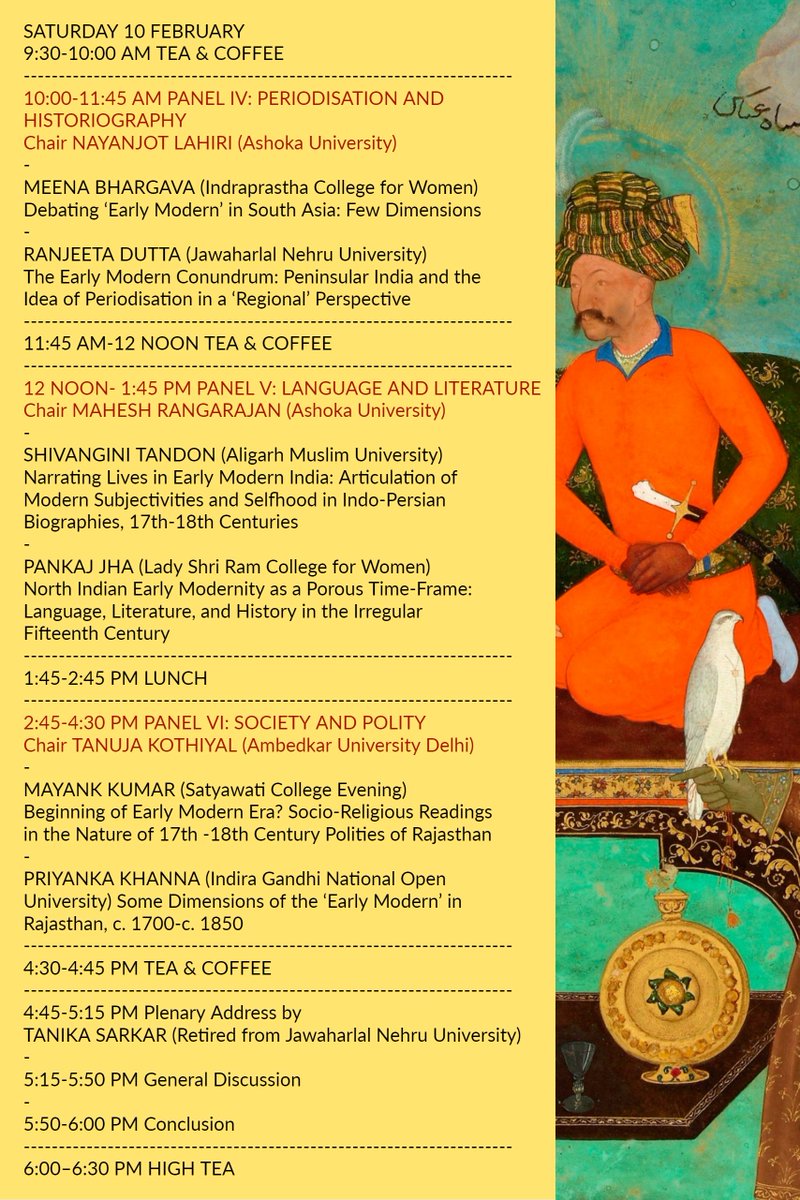 SATURDAY 10 FEBRUARY
9:30-10:00 AM TEA & COFFEE
--------------------------------------------------------------------
10:00-11:45 AM PANEL IV: PERIODISATION AND
HISTORIOGRAPHY
Chair NAYANJOT LAHIRI (Ashoka University)
-
MEENA BHARGAVA (Indraprastha College for Women)
Debating ‘Early Modern’ in South Asia: Few Dimensions
-
RANJEETA DUTTA (Jawaharlal Nehru University)
The Early Modern Conundrum: Peninsular India and the
Idea of Periodisation in a ‘Regional’ Perspective
--------------------------------------------------------------------
11:45 AM-12 NOON TEA & COFFEE
--------------------------------------------------------------------
12 NOON- 1:45 PM PANEL V: LANGUAGE AND LITERATURE
Chair MAHESH RANGARAJAN (Ashoka University)
-
SHIVANGINI TANDON (Aligarh Muslim University)
Narrating Lives in Early Modern India: Articulation of
Modern Subjectivities and Selfhood in Indo-Persian
Biographies, 17th-18th Centuries
-
PANKAJ JHA (Lady Shri Ram College for Women)
North Indian Early Modernity as a Porous Time-Frame:
Language, Literature, and History in the Irregular
Fifteenth Century
--------------------------------------------------------------------
1:45-2:45 PM LUNCH
--------------------------------------------------------------------
2:45-4:30 PM PANEL VI: SOCIETY AND POLITY
Chair TANUJA KOTHIYAL (Ambedkar University Delhi)
-
MAYANK KUMAR (Satyawati College Evening)
Beginning of Early Modern Era? Socio-Religious Readings
in the Nature of 17th -18th Century Polities of Rajasthan
-
PRIYANKA KHANNA (Indira Gandhi National Open
University) Some Dimensions of the ‘Early Modern’ in
Rajasthan, c. 1700-c. 1850
--------------------------------------------------------------------
4:30-4:45 PM TEA & COFFEE
--------------------------------------------------------------------
4:45-5:15 PM Plenary Address by
TANIKA SARKAR (Retired from Jawaharlal Nehru University)
-
5:15-5:50 PM General Discussion
-
5:50-6:00 PM Conclusion
--------------------------------------------------------------------
6:00–6:30 PM HIGH TEA